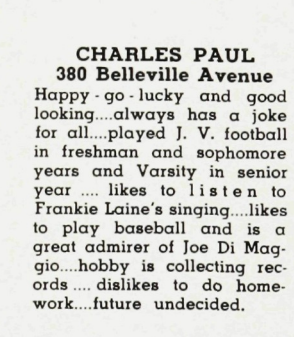 CHARLES PAUL
380 Belleville Avenue
Happy - go - lucky and good
looking....always has a joke
for all....played J. V. football
in freshman and sophomore
years and Varsity in senior
year .... likes to listen to
Frankie Laine's singing....likes
to play baseball and is a
great admirer of Joe Di Mag-
gio....hobby is collecting rec-
ords .... dislikes to do home-
work....future undecided.